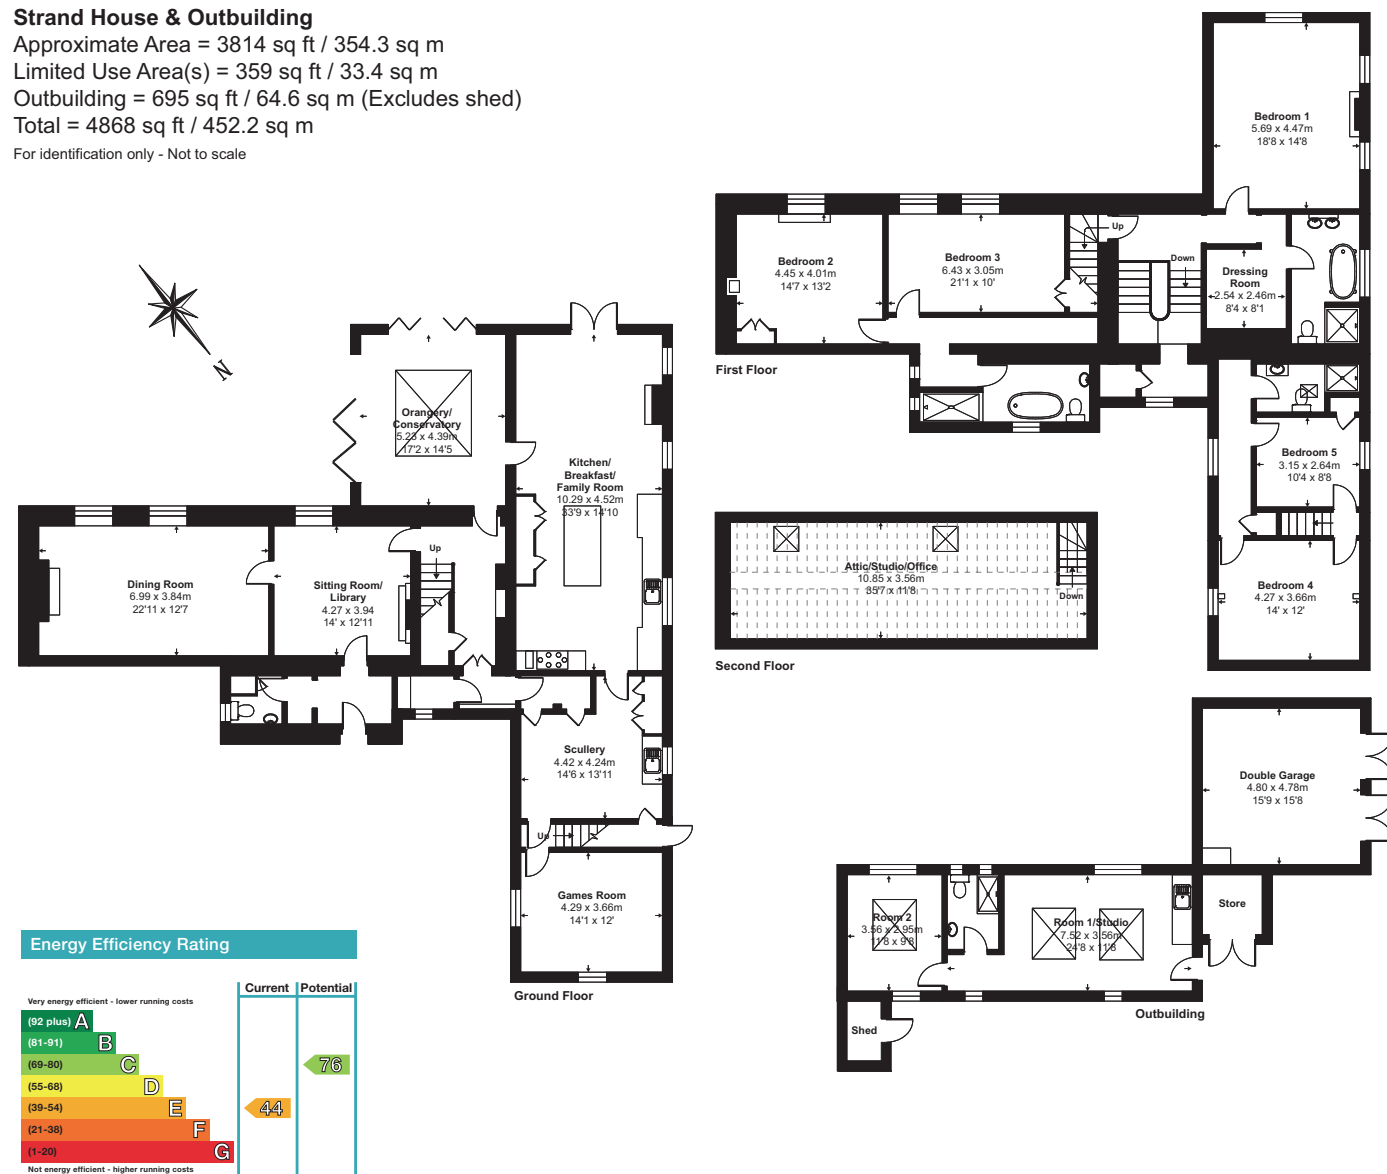 Strand House & Outbuilding
Approximate Area = 3814 sq ft / 354.3 sq m
Limited Use Area(s) = 359 sq ft / 33.4 sq m
Outbuilding = 695 sq ft / 64.6 sq m (Excludes shed)
Total = 4868 sq ft / 452.2 sq m
For identification only - Not to scale
N
Orangery/
Conservatory
5.23 x 4.39m
17'2 x 14'5
Kitchen/
Breakfast/
Family Room
10.29 x 4.52m
33'9 x 14'10
Dining Room
6.99 x 3.84m
22'11 x 12'7
Sitting Room/
Library
4.27 x 3.94
14' x 12'11
Up
Scullery
4.42 x 4.24m
14'6 x 13'11
Up
Games Room
4.29 x 3.66m
14'1 x 12'
Ground Floor
Bedroom 1
5.69 x 4.47m
18'8 x 14'8
Bedroom 2
4.45 x 4.01m
14'7 x 13'2
Bedroom 3
6.43 x 3.05m
21'1 x 10'
Up
Down
Dressing
Room
2.54 x 2.46m
8'4 x 8'1
First Floor
Bedroom 5
3.15 x 2.64m
10'4 x 8'8
Bedroom 4
4.27 x 3.66m
14' x 12'
Attic/Studio/Office
10.85 x 3.56m
35'7 x 11'8
Down
Second Floor
Double Garage
4.80 x 4.78m
15'9 x 15'8
Store
Room 2
3.56 x 2.95m
11'8 x 9'8
Room 1/Studio
7.52 x 3.56m
24'8 x 11'8
Shed
Outbuilding
Energy Efficiency Rating
Current Potential
Very energy efficient - lower running costs
(92 plus) A
(81-91) B
(69-80) C 76
(55-68) D
(39-54) E 44
(21-38) F
(1-20) G
Not energy efficient - higher running costs